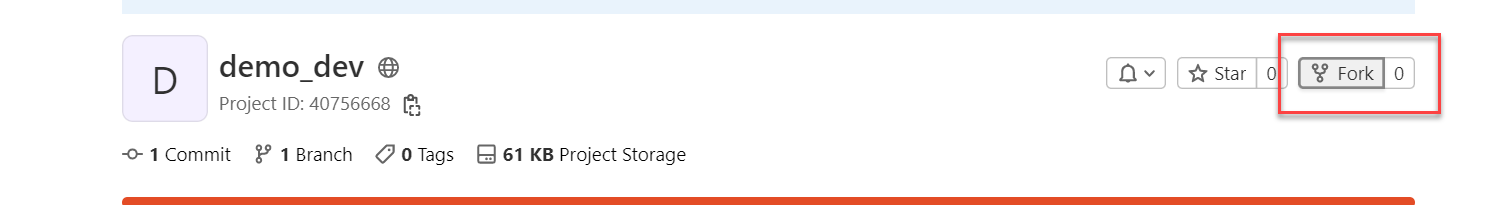 D
demo_dev
Project ID: 40756668
Star 0
Fork 0
1 Commit 1 Branch 0 Tags 61 KB Project Storage